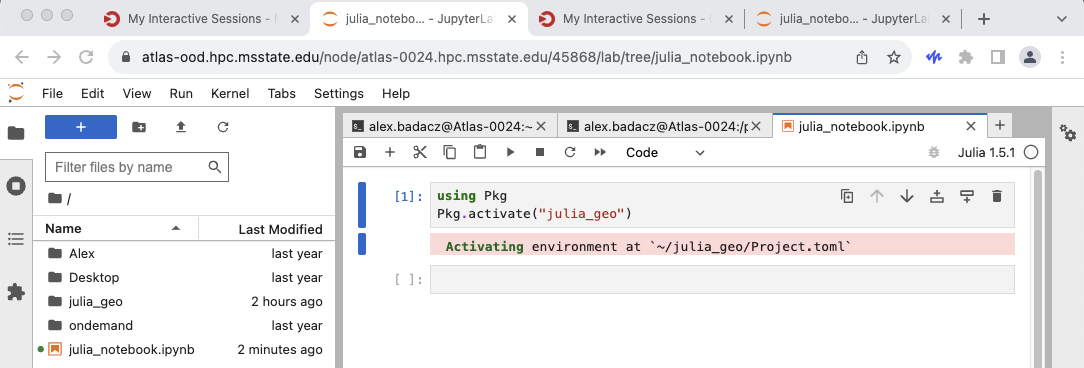 My Interactive Sessions - M
julia_notebo… - JupyterLa
My Interactive Sessions - C
julia_notebo… - JupyterLa
atlas-ood.hpc.msstate.edu/node/atlas-0024.hpc.msstate.edu/45868/lab/tree/julia_notebook.ipynb
File Edit View Run Kernel Tabs Settings Help
alex.badacz@Atlas-0024:~
alex.badacz@Atlas-0024:/p
julia_notebook.ipynb
Code
Julia 1.5.1
Filter files by name
/
Name Last Modified
Alex last year
Desktop last year
julia_geo 2 hours ago
ondemand last year
julia_notebook.ipynb 2 minutes ago
[1]: using Pkg
Pkg.activate("julia_geo")
Activating environment at `~/julia_geo/Project.toml`
[ ]: